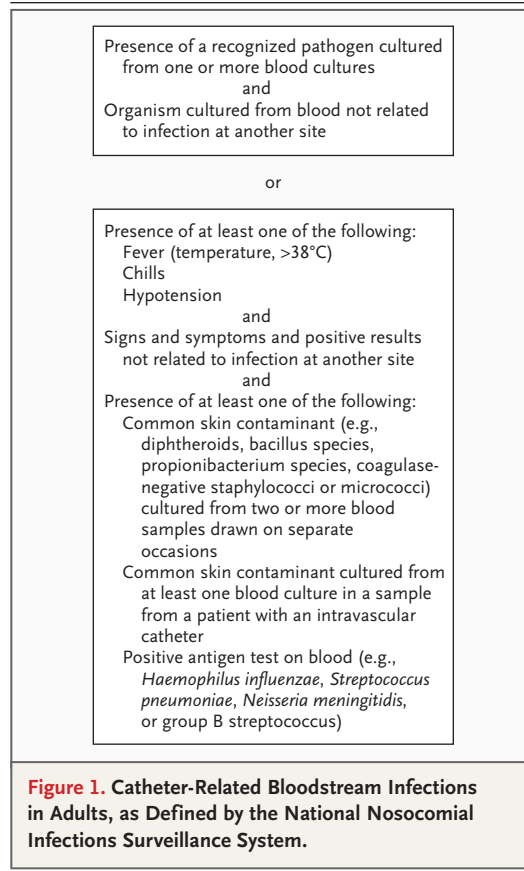 Presence of a recognized pathogen cultured
from one or more blood cultures
and
Organism cultured from blood not related
to infection at another site
or
Presence of at least one of the following:
Fever (temperature, >38°C)
Chills
Hypotension
and
Signs and symptoms and positive results
not related to infection at another site
and
Presence of at least one of the following:
Common skin contaminant (e.g.,
diphtheroids, bacillus species,
propionibacterium species, coagulase-
negative staphylococci or micrococci)
cultured from two or more blood
samples drawn on separate
occasions
Common skin contaminant cultured from
at least one blood culture in a sample
from a patient with an intravascular
catheter
Positive antigen test on blood (e.g.,
Haemophilus influenzae, Streptococcus
pneumoniae, Neisseria meningitidis,
or group B streptococcus)
Figure 1. Catheter-Related Bloodstream Infections
in Adults, as Defined by the National Nosocomial
Infections Surveillance System.